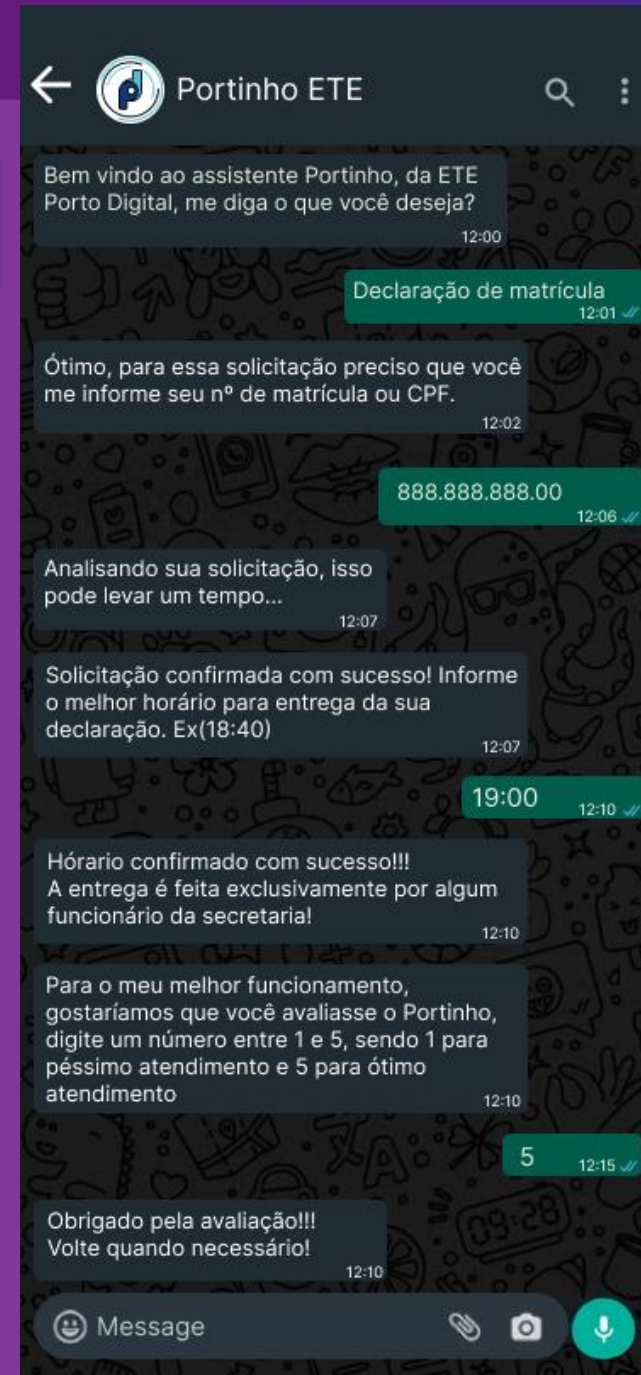 Portinho ETE
Bem vindo ao assistente Portinho, da ETE
Porto Digital, me diga o que você deseja?
12:00
Declaração de matrícula
12:01
Ótimo, para essa solicitação preciso que você
me informe seu nº de matrícula ou CPF.
12:02
888.888.888.00
12:06
Analisando sua solicitação, isso
pode levar um tempo...
12:07
Solicitação confirmada com sucesso! Informe
o melhor horário para entrega da sua
declaração. Ex(18:40)
12:07
19:00
12:10
Hórario confirmado com sucesso!!!
A entrega é feita exclusivamente por algum
funcionário da secretaria!
12:10
Para o meu melhor funcionamento,
gostaríamos que você avaliasse o Portinho,
digite um número entre 1 e 5, sendo 1 para
péssimo atendimento e 5 para ótimo
atendimento
12:10
5
12:15
Obrigado pela avaliação!!!
Volte quando necessário!
12:10
Message